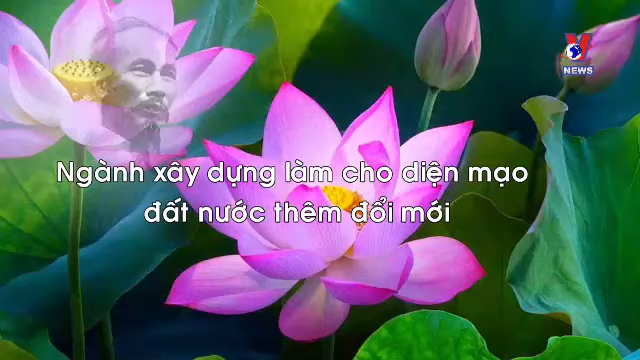 V
NEWS
Ngành xây dựng làm cho diện mạo
đất nước thêm đổi mới